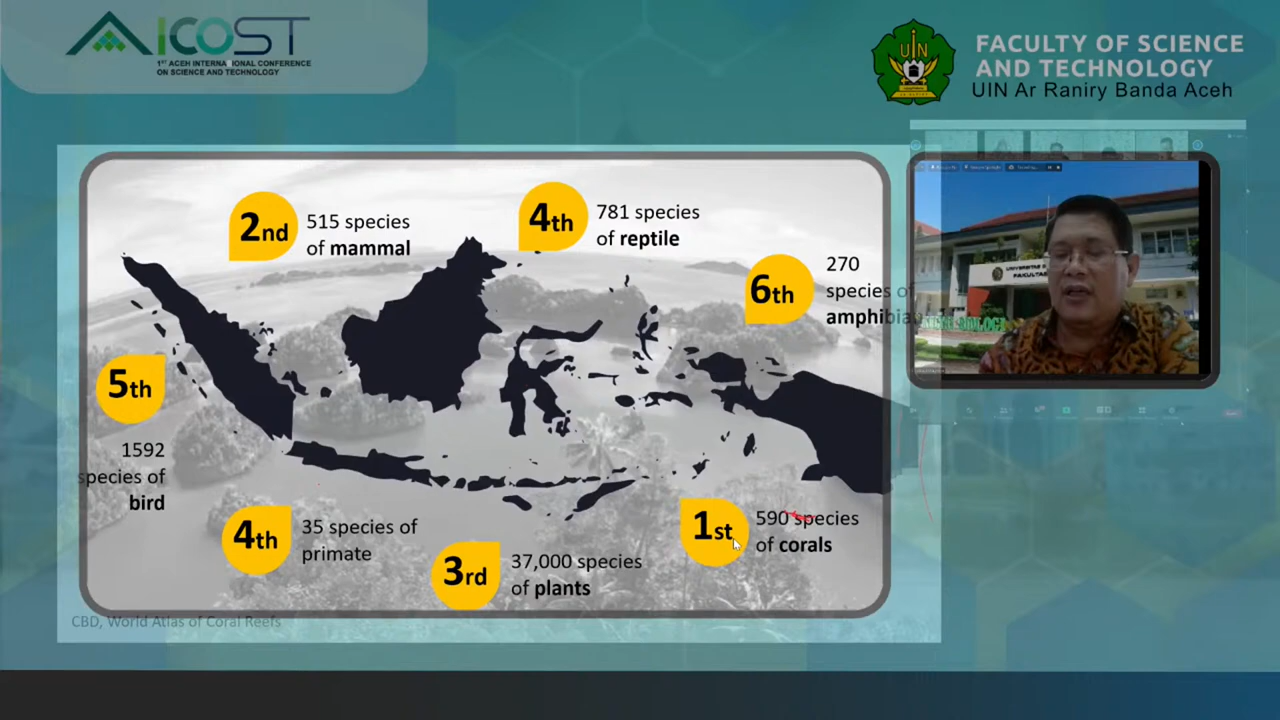 AICOST
1ST ACEH INTERNATIONAL CONFERENCE
ON SCIENCE AND TECHNOLOGY
UIN
FACULTY OF SCIENCE
AND TECHNOLOGY
UIN Ar Raniry Banda Aceh
2nd
515 species
of mammal
4th
781 species
of reptile
6th
270
species of
amphibian
5th
1592
species of
bird
4th
35 species of
primate
3rd
37,000 species
of plants
1st
590 species
of corals
CBD, World Atlas of Coral Reefs